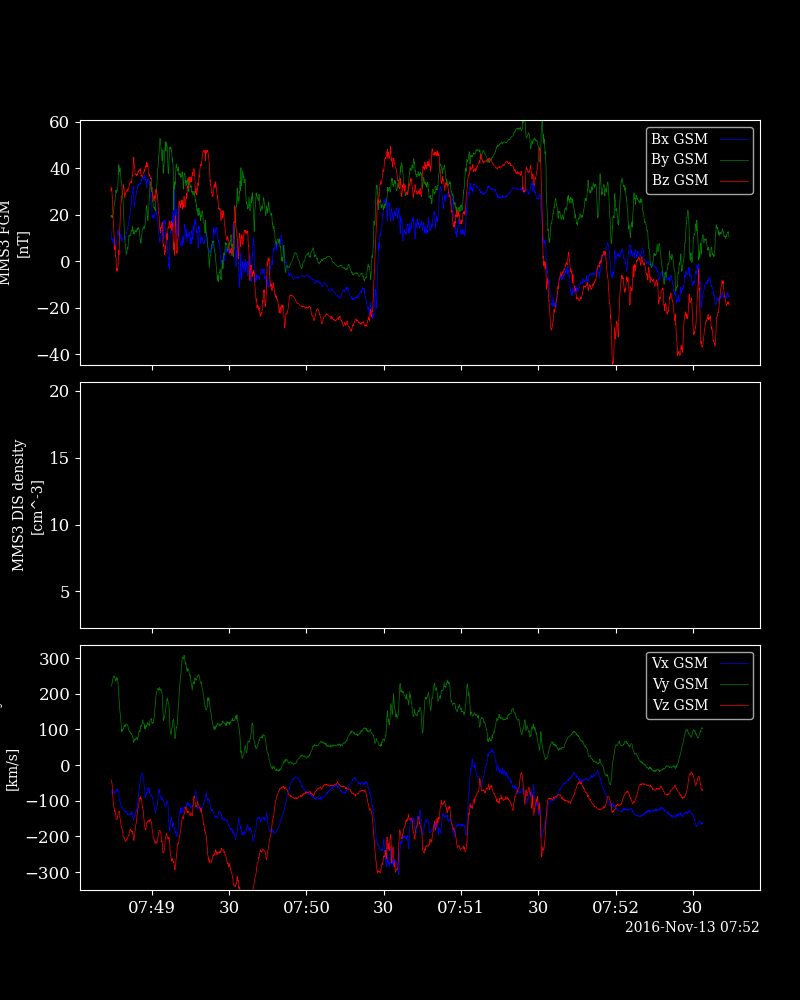 60
40
20
0
−20
−40
MMS3 FGM
[nT]
Bx GSM
By GSM
Bz GSM
20
15
10
5
MMS3 DIS density
[cm^-3]
300
200
100
0
−100
−200
−300
[km/s]
Vx GSM
Vy GSM
Vz GSM
07:49 30 07:50 30 07:51 30 07:52 30
2016-Nov-13 07:52